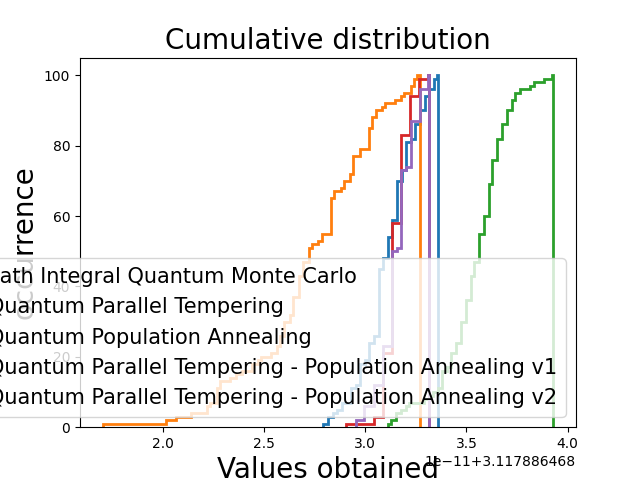 Cumulative distribution
100
80
60
40
20
0
occurrence
ath Integral Quantum Monte Carlo
Quantum Parallel Tempering
Quantum Population Annealing
Quantum Parallel Tempering - Population Annealing v1
Quantum Parallel Tempering - Population Annealing v2
2.0 2.5 3.0 3.5 4.0
1e−11+3.117886468
Values obtained